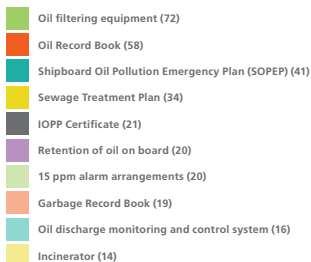 Oil filtering equipment (72)
Oil Record Book (58)
Shipboard Oil Pollution Emergency Plan (SOPEP) (41)
Sewage Treatment Plan (34)
IOPP Certificate (21)
Retention of oil on board (20)
15 ppm alarm arrangements (20)
Garbage Record Book (19)
Oil discharge monitoring and control system (16)
Incinerator (14)